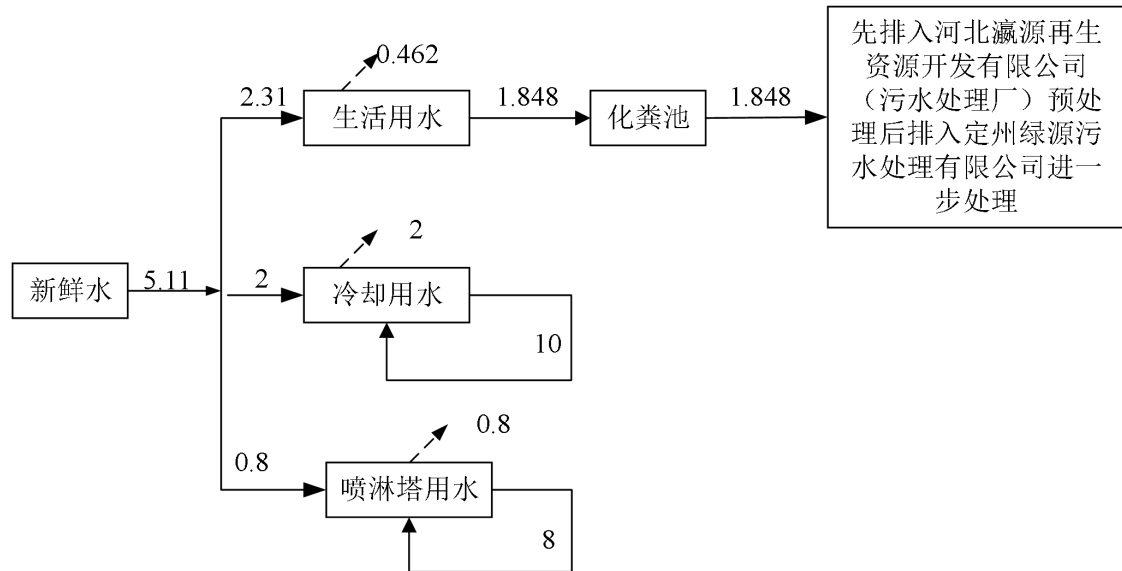 先排入河北瀛源再生
资源开发有限公司
（污水处理厂）预处
理后排入定州绿源污
水处理有限公司进一
步处理
0.462
2.31
生活用水
1.848
化粪池
1.848
2
新鲜水
5.11
2
冷却用水
10
0.8
0.8
喷淋塔用水
8